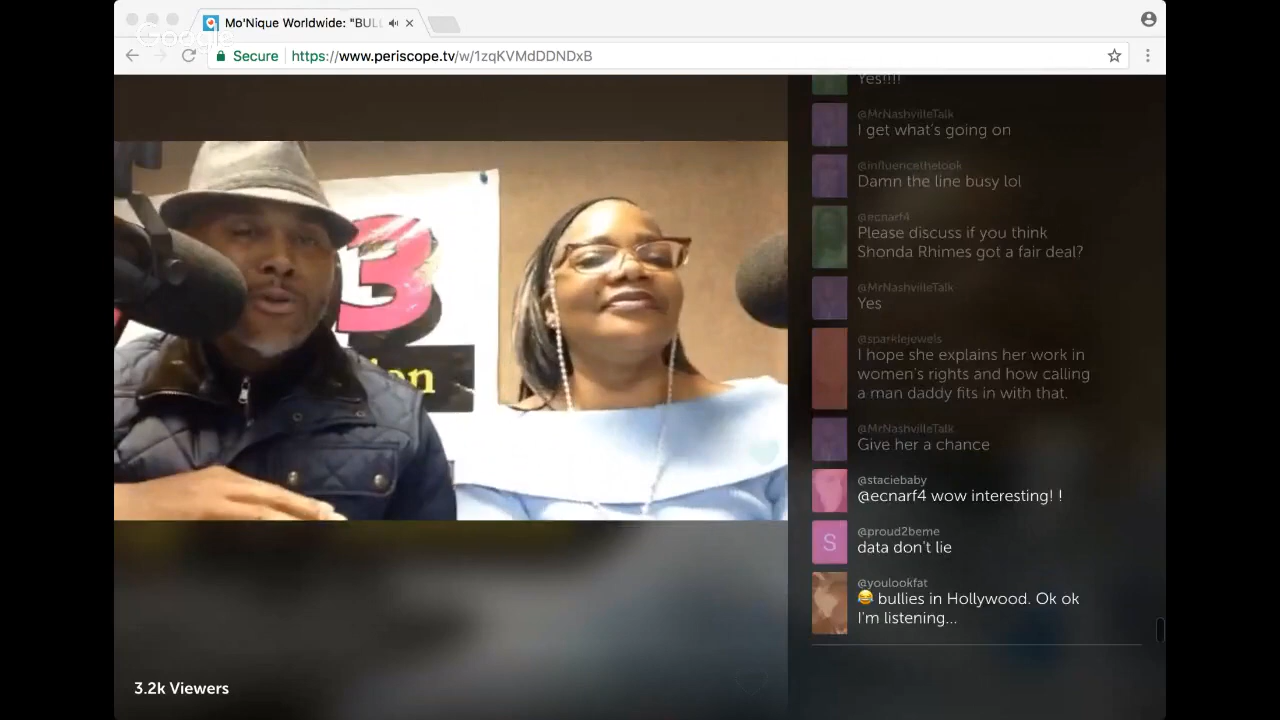 Mo'Nique Worldwide: "BULL
Google
Secure
https://www.periscope.tv/w/1zqKVMdDDNDxB
Yes!!!!
@MrNashvilleTalk
I get what's going on
@influencethelook
Damn the line busy lol
@ecnarf4
Please discuss if you think
Shonda Rhimes got a fair deal?
@MrNashvilleTalk
Yes
@sparklejewels
I hope she explains her work in
women's rights and how calling
a man daddy fits in with that.
@MrNashvilleTalk
Give her a chance
@staciebaby
@ecnarf4 wow interesting! !
@proud2beme
S
data don't lie
@youlookfat
😂 bullies in Hollywood. Ok ok
I'm listening...
3
3.2k Viewers